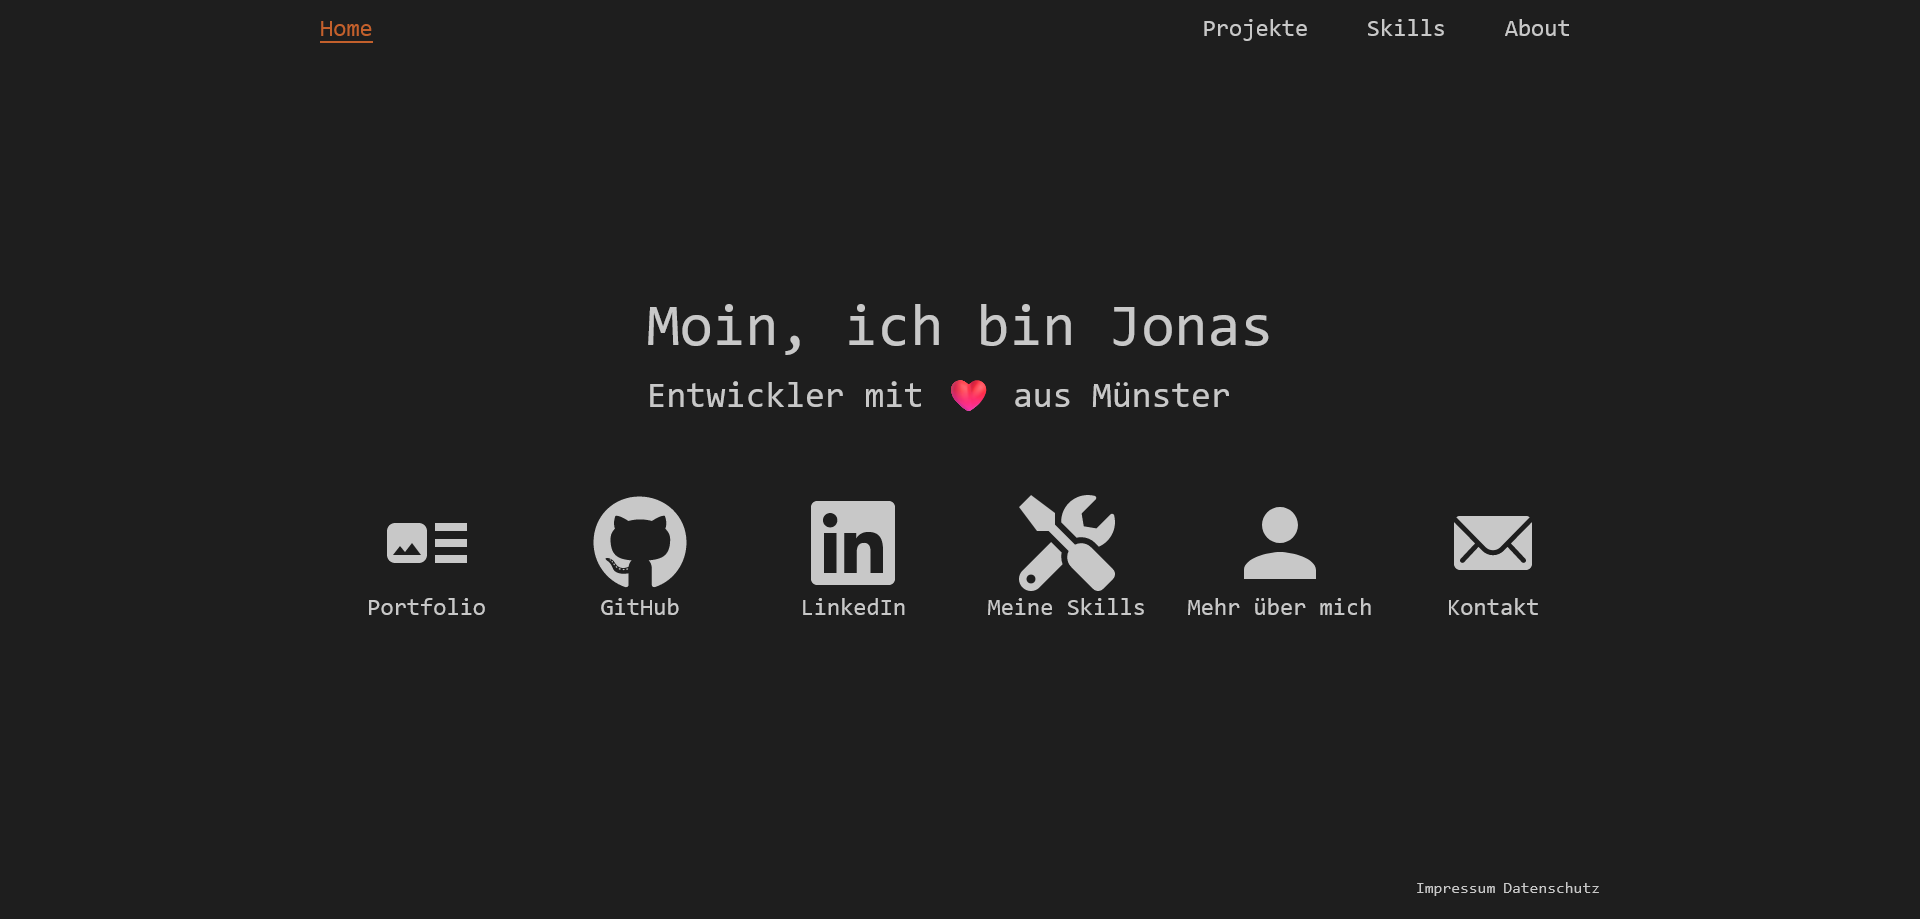 Home Projekte Skills About
Moin, ich bin Jonas
Entwickler mit ❤️ aus Münster
in
Portfolio GitHub LinkedIn Meine Skills Mehr über mich Kontakt
Impressum Datenschutz